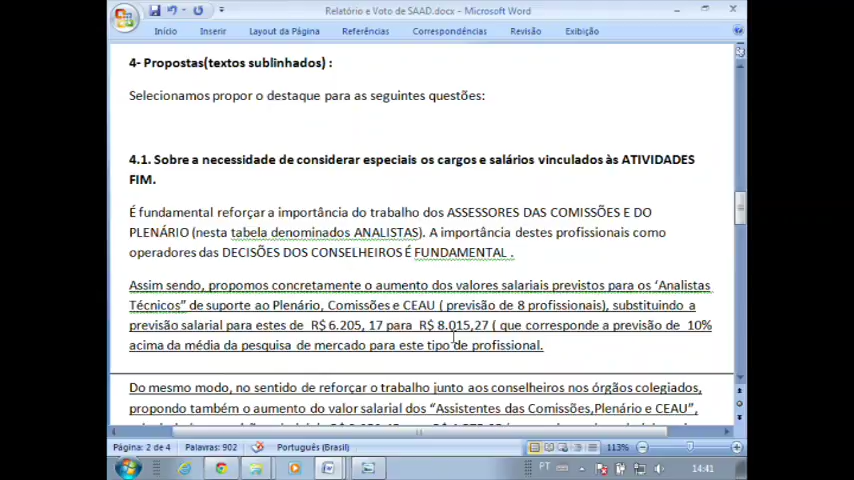 Relatório e Voto de SAAD.docx - Microsoft Word
Início Inserir Layout da Página Referências Correspondências Revisão Exibição
4- Propostas(textos sublinhados) :
Selecionamos propor o destaque para as seguintes questões:
4.1. Sobre a necessidade de considerar especiais os cargos e salários vinculados às ATIVIDADES
FIM.
É fundamental reforçar a importância do trabalho dos ASSESSORES DAS COMISSÕES E DO
PLENÁRIO (nesta tabela denominados ANALISTAS). A importância destes profissionais como
operadores das DECISÕES DOS CONSELHEIROS É FUNDAMENTAL .
Assim sendo, propomos concretamente o aumento dos valores salariais previstos para os ‘Analistas
Técnicos” de suporte ao Plenário, Comissões e CEAU ( previsão de 8 profissionais), substituindo a
previsão salarial para estes de R$ 6.205, 17 para R$ 8.015,27 ( que corresponde a previsão de 10%
acima da média da pesquisa de mercado para este tipo de profissional.
Do mesmo modo, no sentido de reforçar o trabalho junto aos conselheiros nos órgãos colegiados,
propondo também o aumento do valor salarial dos “Assistentes das Comissões,Plenário e CEAU”,
Página: 2 de 4 Palavras: 902 Português (Brasil) 113%
PT 14:41